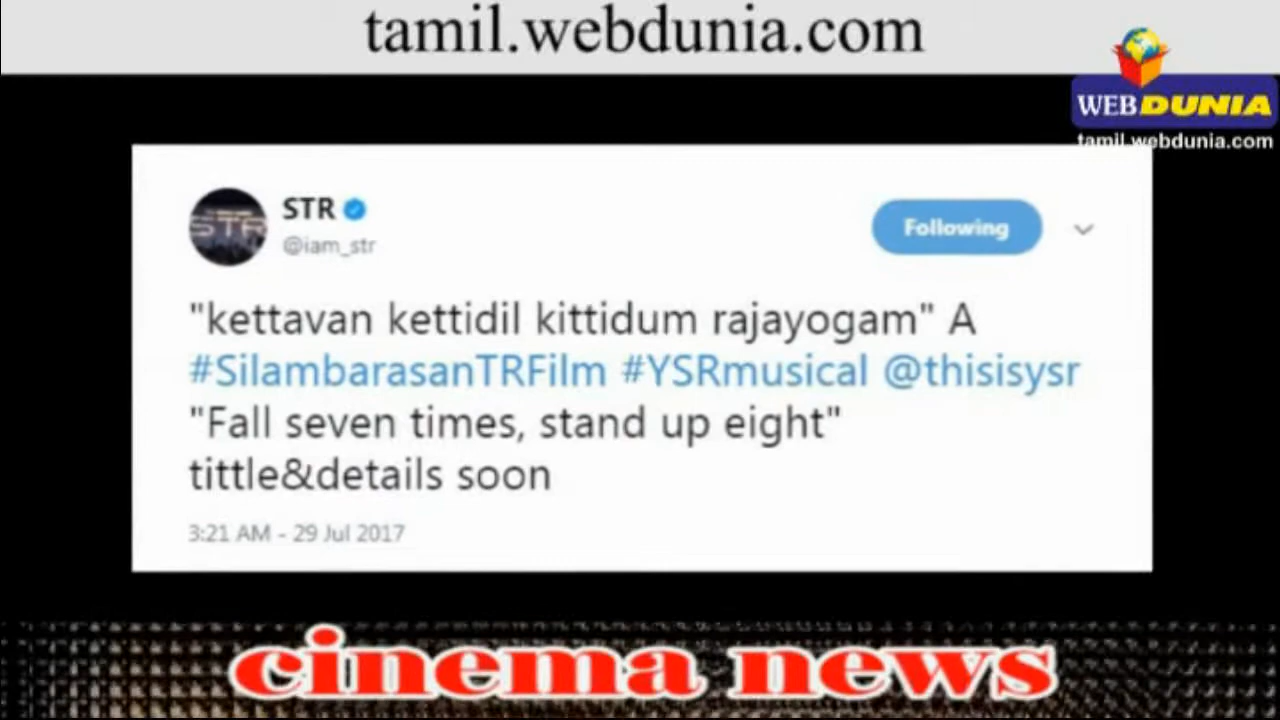 tamil.webdunia.com
WEBDUNIA
tamil.webdunia.com
STR
STR
@iam_str
Following
"kettavan kettidil kittidum rajayogam" A
#SilambarasanTRFilm #YSRmusical @thisisysr
"Fall seven times, stand up eight"
tittle&details soon
3:21 AM - 29 Jul 2017
cinema news